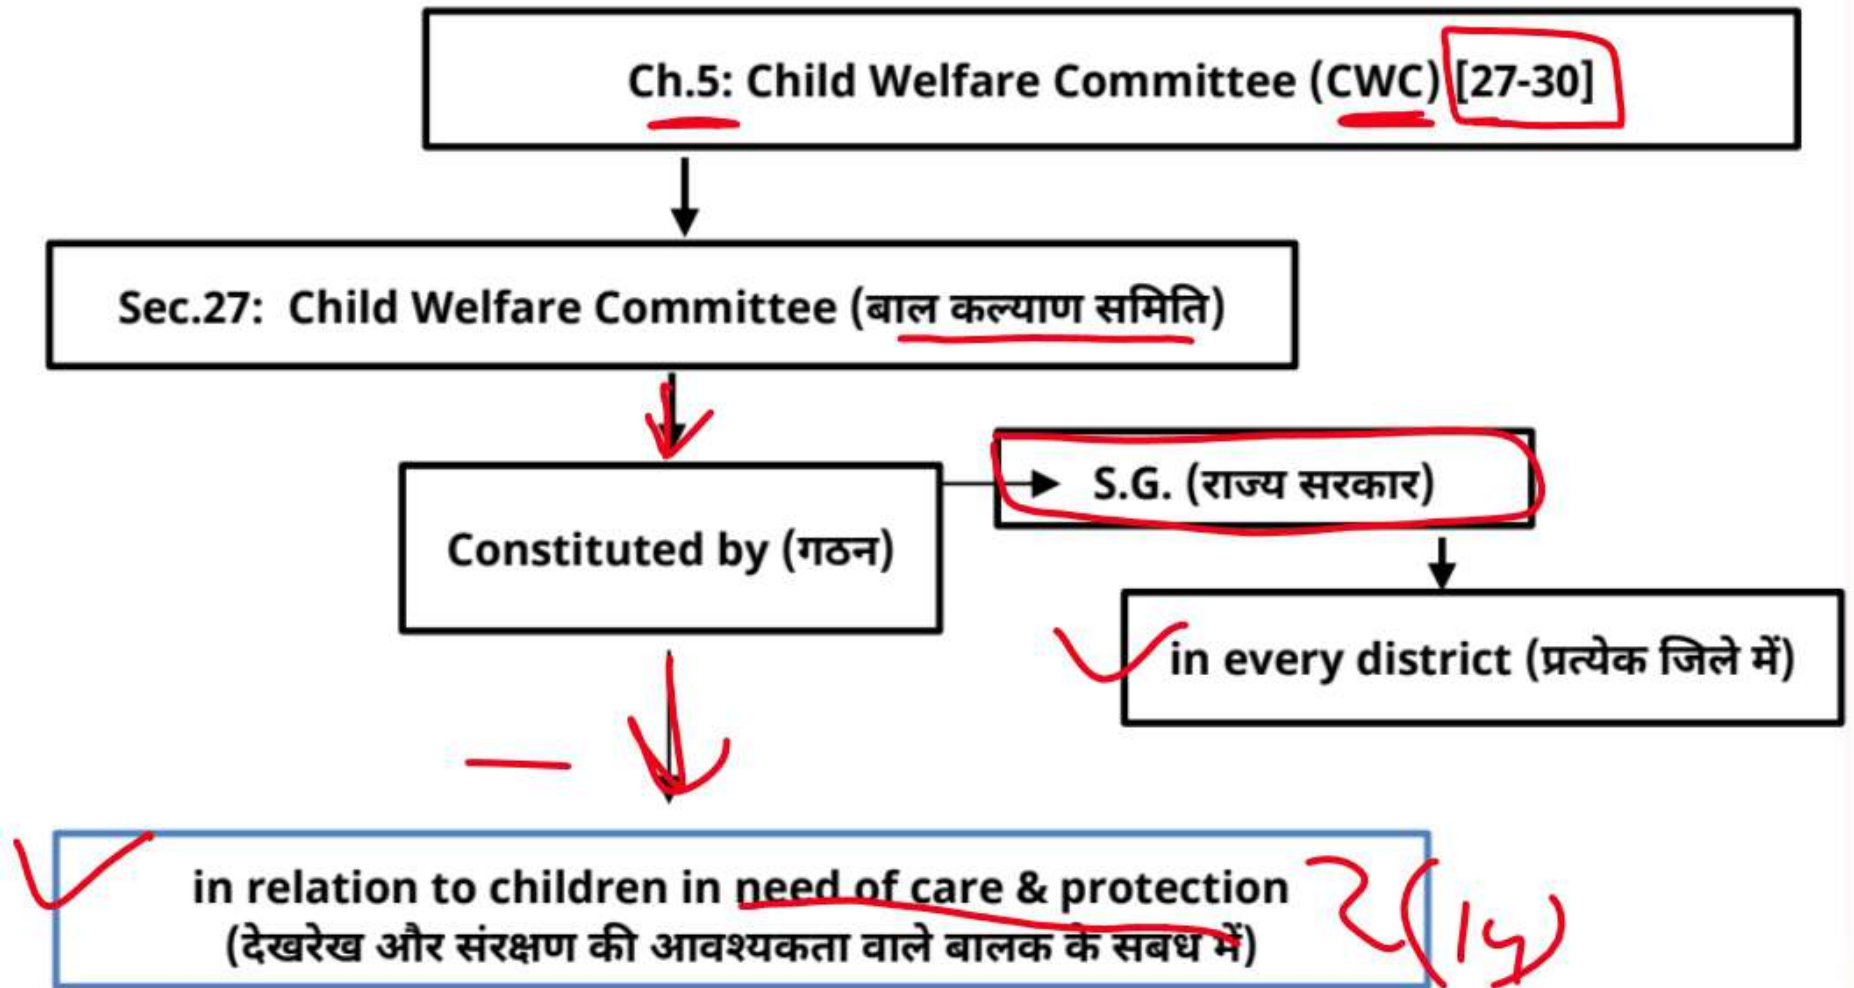 Ch.5: Child Welfare Committee (CWC) [27-30]
Sec.27: Child Welfare Committee (बाल कल्याण समिति)
S.G. (राज्य सरकार)
Constituted by (गठन)
in every district (प्रत्येक जिले में)
in relation to children in need of care & protection
(देखरेख और संरक्षण की आवश्यकता वाले बालक के सबंध में)